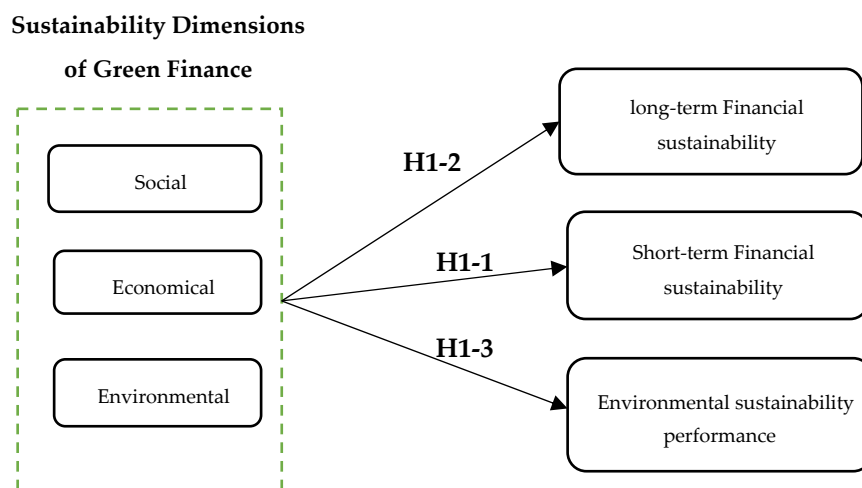 Sustainability Dimensions
of Green Finance
Social
Economical
Environmental
H1-2
H1-1
H1-3
long-term Financial
sustainability
Short-term Financial
sustainability
Environmental sustainability
performance